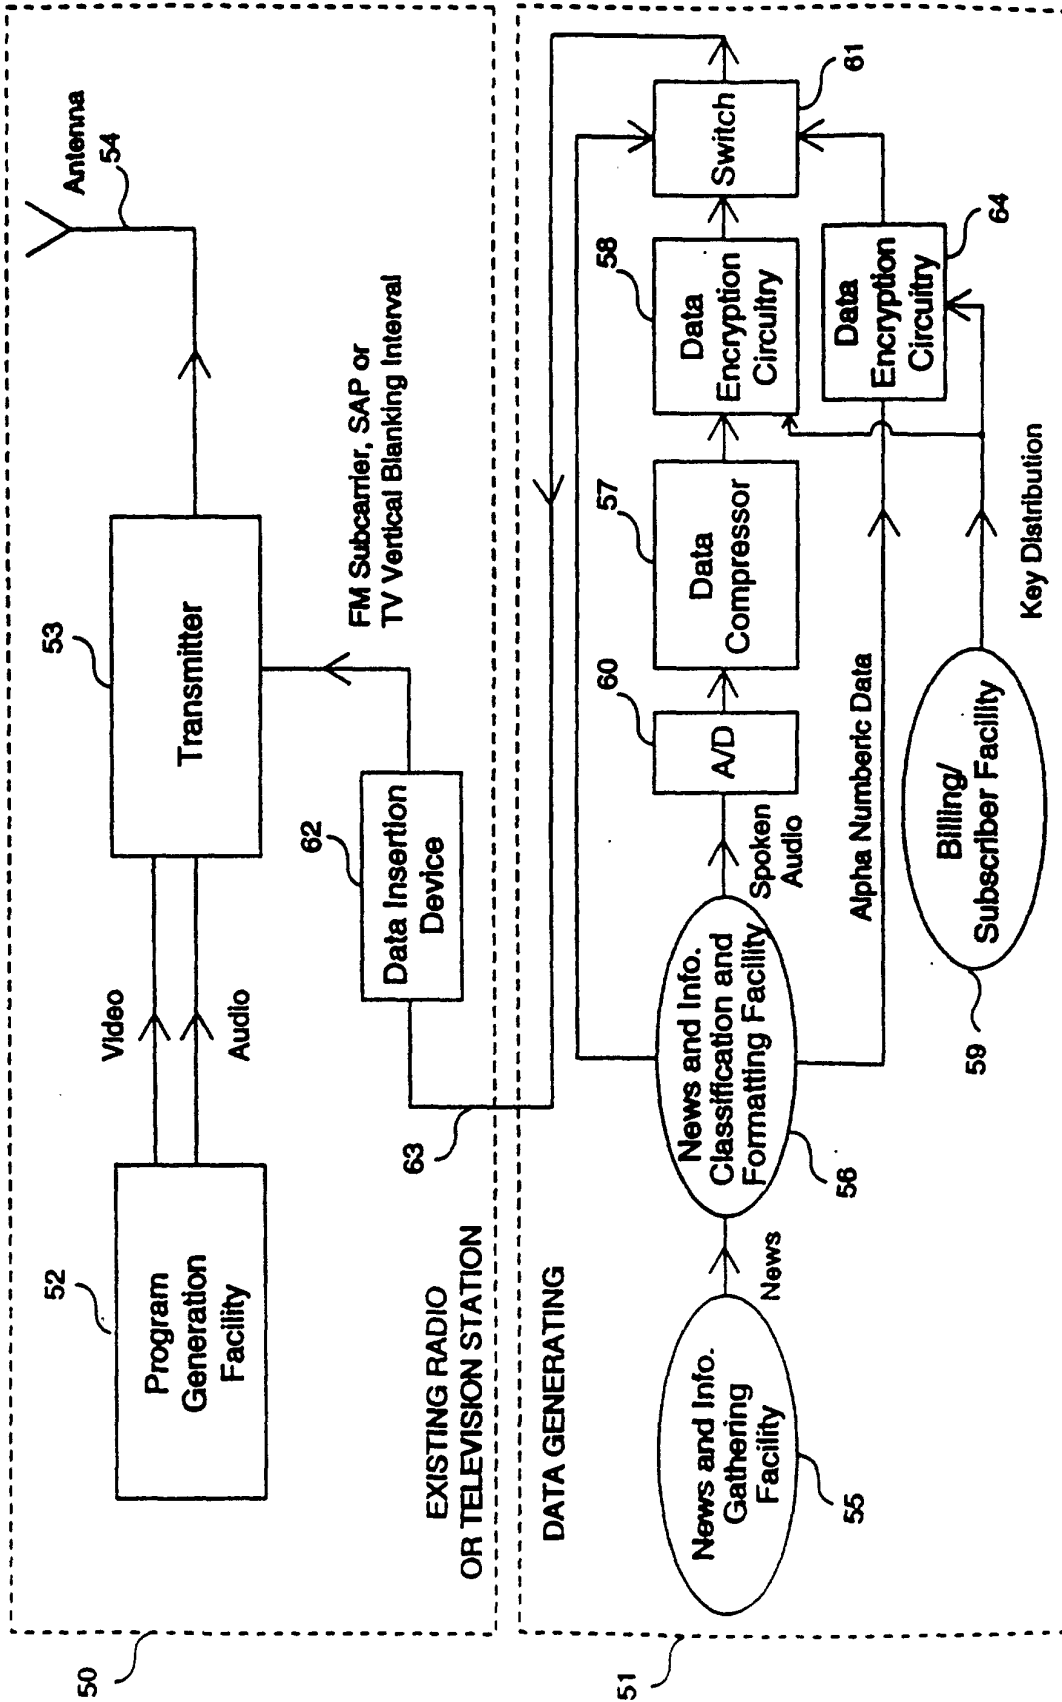 50
52
Program
Generation
Facility
Video
Audio
53
Transmitter
Antenna
54
62
Data Insertion
Device
FM Subcarrier, SAP or
TV Vertical Blanking Interval
63
EXISTING RADIO
OR TELEVISION STATION
51
DATA GENERATING
News and Info.
Gathering
Facility
55
News
News and Info.
Classification and
Formatting Facility
56
Spoken
Audio
60
A/D
57
Data
Compressor
58
Data
Encryption
Circuitry
Switch
61
Alpha Numberic Data
Data
Encryption
Circuitry
64
Billing/
Subscriber Facility
59
Key Distribution